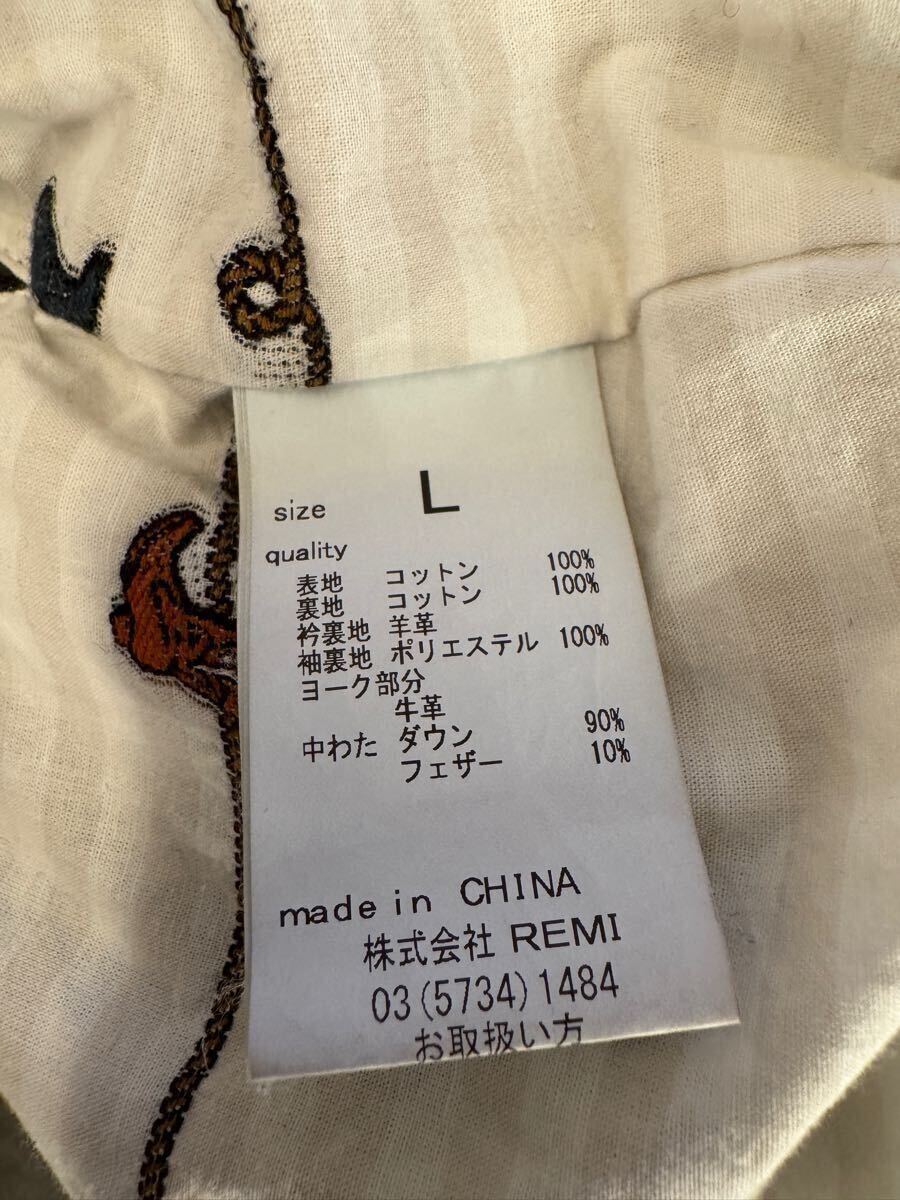 size L
quality
表地 コットン 100%
裏地 コットン 100%
衿裏地 羊革
袖裏地 ポリエステル 100%
ヨーク部分
牛革
中わた ダウン 90%
フェザー 10%
made in CHINA
株式会社 REMI
03(5734)1484
お取扱い方